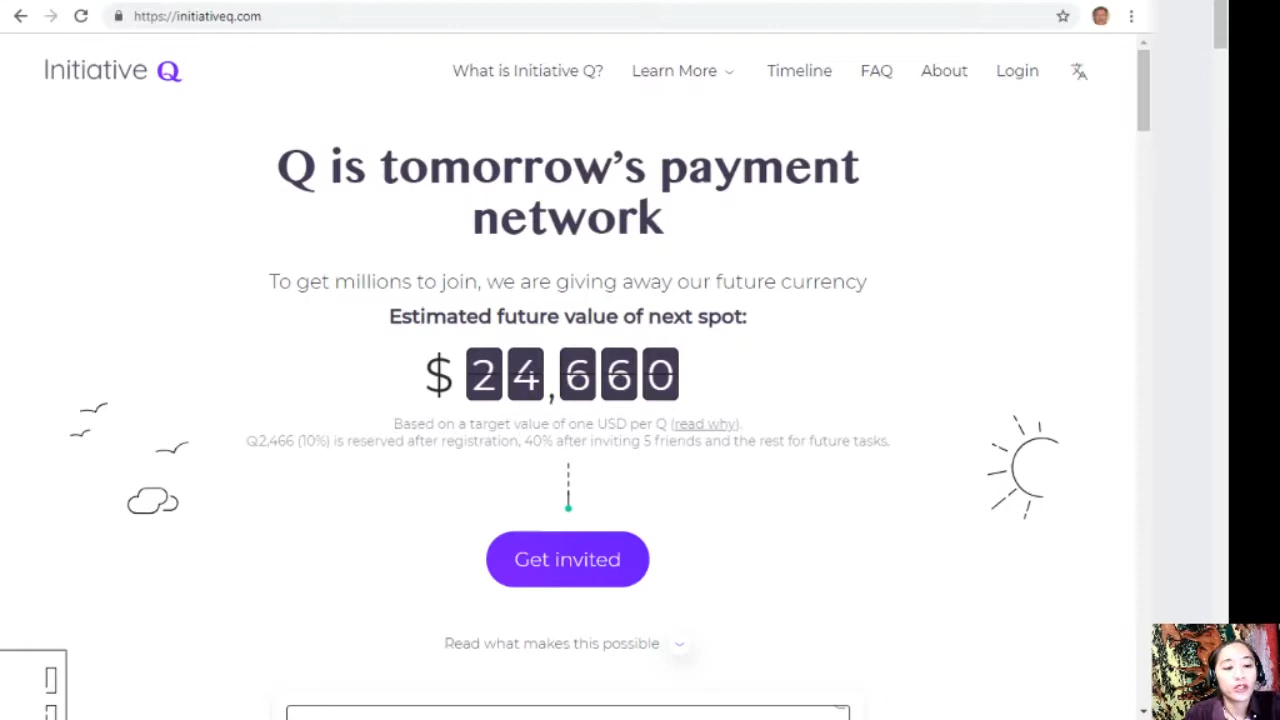 https://initiativeq.com
Initiative Q
What is Initiative Q? Learn More Timeline FAQ About Login
Q is tomorrow's payment
network
To get millions to join, we are giving away our future currency
Estimated future value of next spot:
$ 24,660
Based on a target value of one USD per Q (read why).
Q2,466 (10%) is reserved after registration, 40% after inviting 5 friends and the rest for future tasks.
Get invited
Read what makes this possible